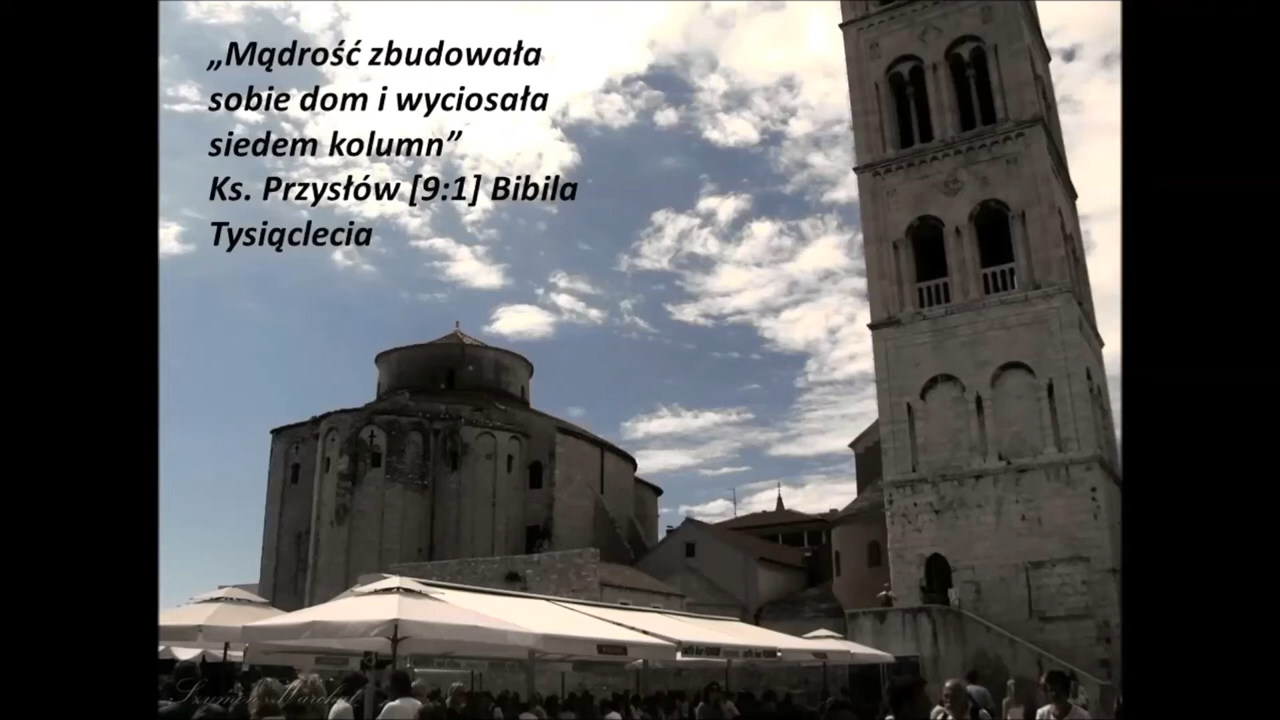 „Mądrość zbudowała
sobie dom i wyciosała
siedem kolumn”
Ks. Przysłów [9:1] Bibila
Tysiąclecia